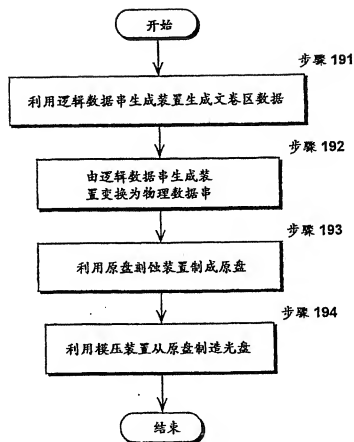 开始
步骤 191
利用逻辑数据串生成装置生成文卷区数据
步骤 192
由逻辑数据串生成装
置变换为物理数据串
步骤 193
利用原盘刻蚀装置制成原盘
步骤 194
利用模压装置从原盘制造光盘
结束